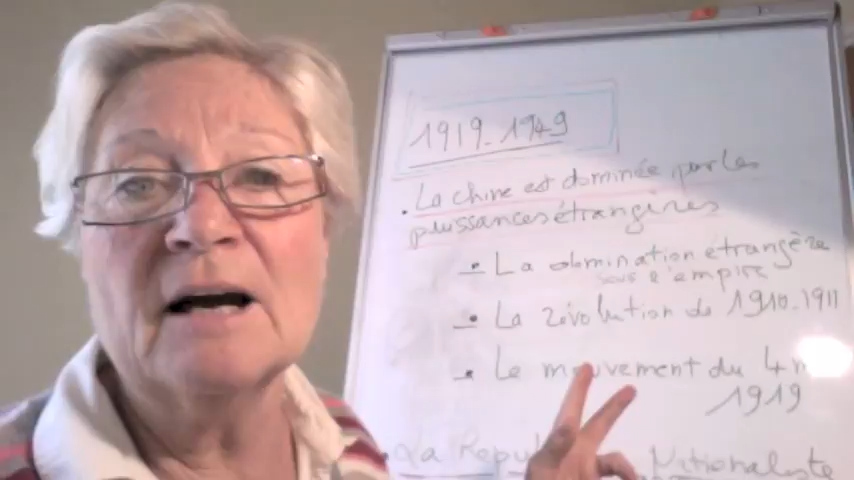 1919-1949
• La chine est dominée par les
puissances étrangères
- • La domination étrangère
sous l'empire
- • La révolution de 1910-1911
- • Le mouvement du 4
1919
• La Nationaliste